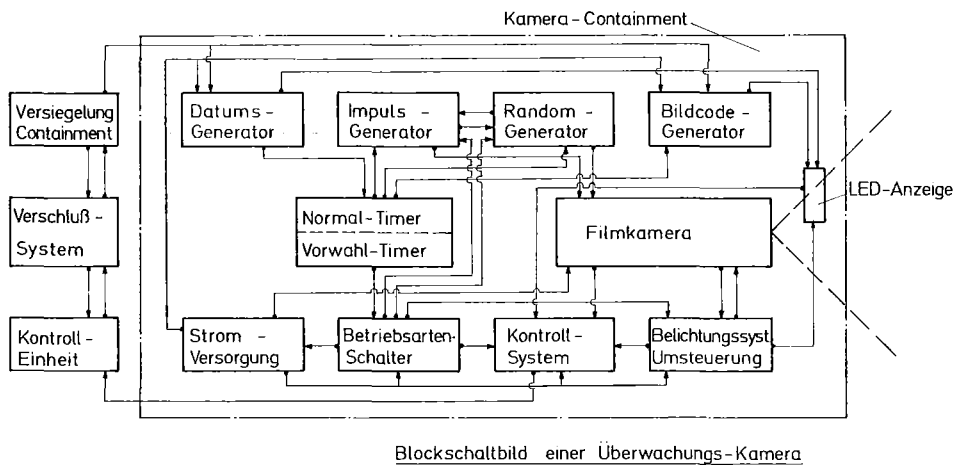 Kamera - Containment
Versiegelung
Containment
Datums -
Generator
Impuls -
Generator
Random -
Generator
Bildcode -
Generator
LED-Anzeige
Verschluß -
System
Normal-Timer
Vorwahl-Timer
Filmkamera
Kontroll -
Einheit
Strom -
Versorgung
Betriebsarten-
Schalter
Kontroll -
System
Belichtungssyst.
Umsteuerung
Blockschaltbild einer Überwachungs-Kamera